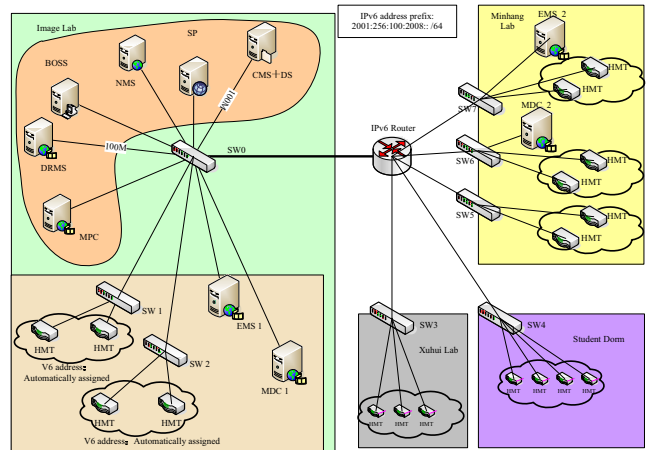 Image Lab
SP
NMS
CMS+DS
BOSS
100M
100M
DRMS
SW0
MPC
IPv6 address prefix:
2001:256:100:2008:: /64
IPv6 Router
Minhang
Lab
EMS_2
HMT
HMT
SW7
MDC_2
SW6
HMT
HMT
SW5
HMT
HMT
SW 1
HMT
HMT
V6 address:
Automatically assigned
SW 2
HMT
HMT
V6 address: Automatically assigned
EMS 1
MDC 1
SW3
Xuhui Lab
HMT
HMT
HMT
SW4
Student Dorm
HMT
HMT
HMT
HMT